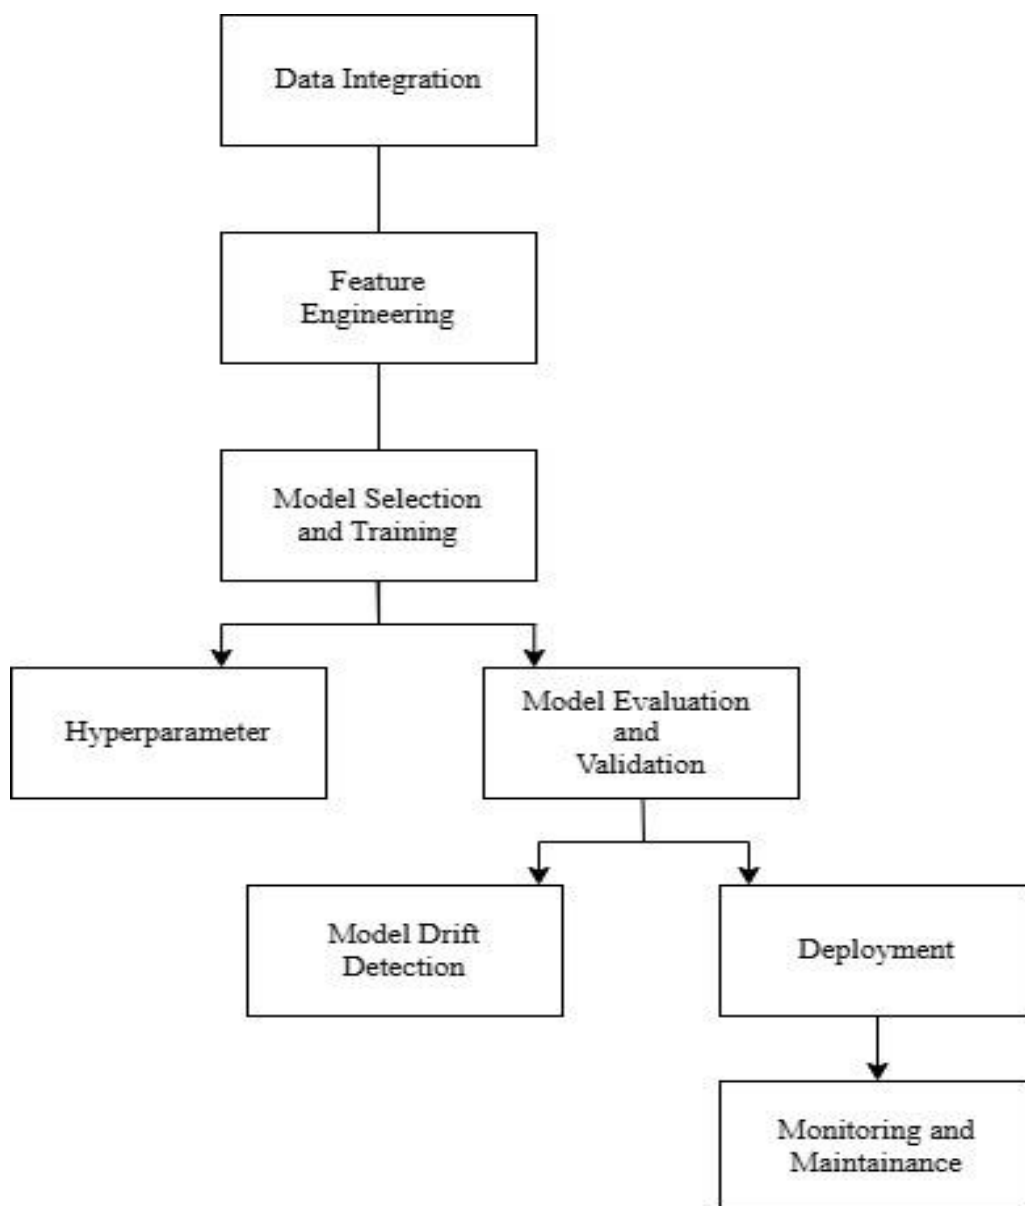 Data Integration
Feature
Engineering
Model Selection
and Training
Hyperparameter
Model Evaluation
and
Validation
Model Drift
Detection
Deployment
Monitoring and
Maintainance